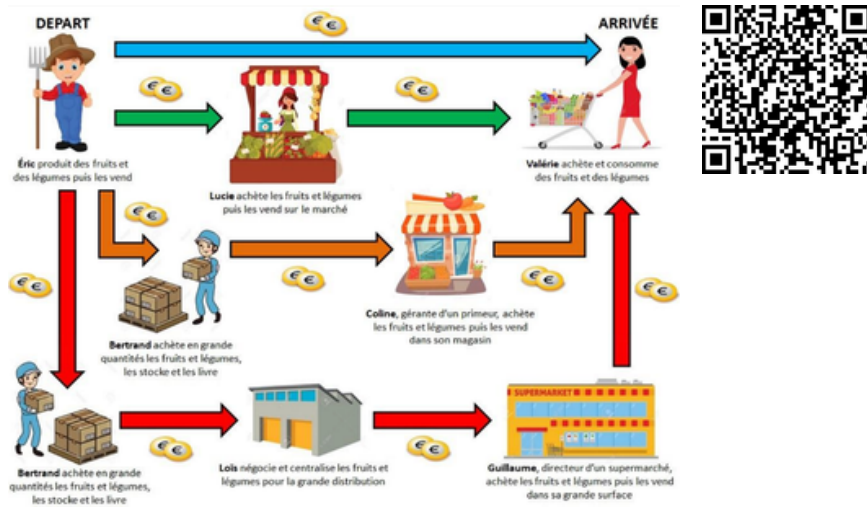 DEPART
ARRIVÉE
Éric produit des fruits et
des légumes puis les vend
Lucie achète les fruits et légumes
puis les vend sur le marché
Valérie achète et consomme
des fruits et des légumes
Bertrand achète en grande
quantités les fruits et légumes,
les stocke et les livre
Coline, gérante d'un primeur, achète
les fruits et légumes puis les vend
dans son magasin
SUPERMARKET
Bertrand achète en grande
quantités les fruits et légumes,
les stocke et les livre
Loïs négocie et centralise les fruits et
légumes pour la grande distribution
Guillaume, directeur d'un supermarché,
achète les fruits et légumes puis les vend
dans sa grande surface